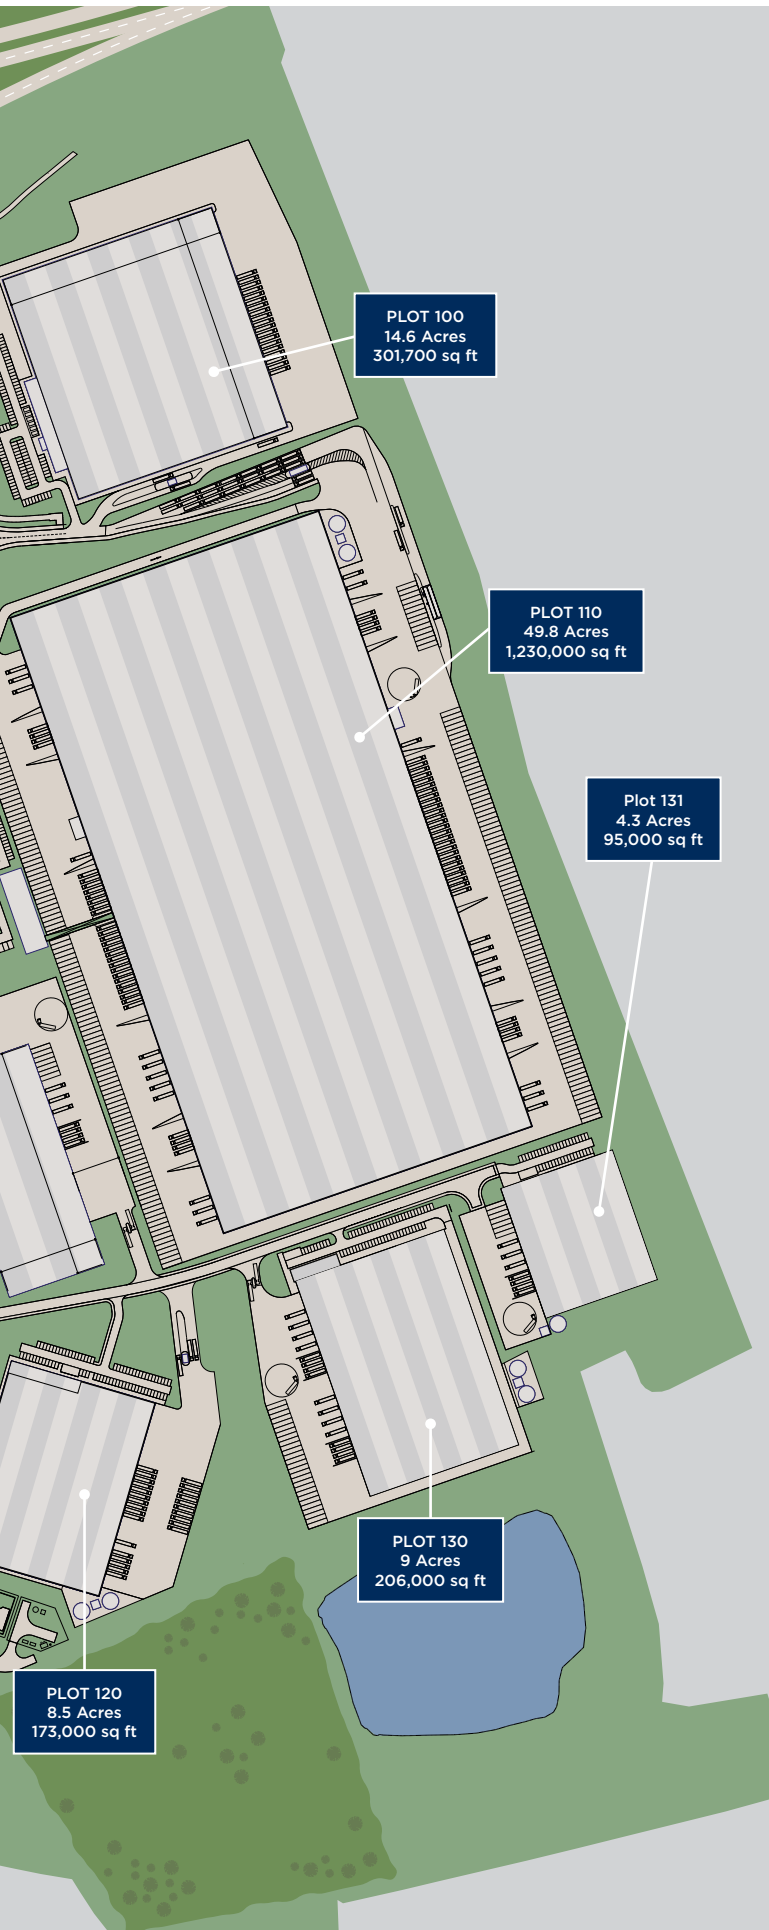 PLOT 100
14.6 Acres
301,700 sq ft
PLOT 110
49.8 Acres
1,230,000 sq ft
Plot 131
4.3 Acres
95,000 sq ft
PLOT 130
9 Acres
206,000 sq ft
PLOT 120
8.5 Acres
173,000 sq ft